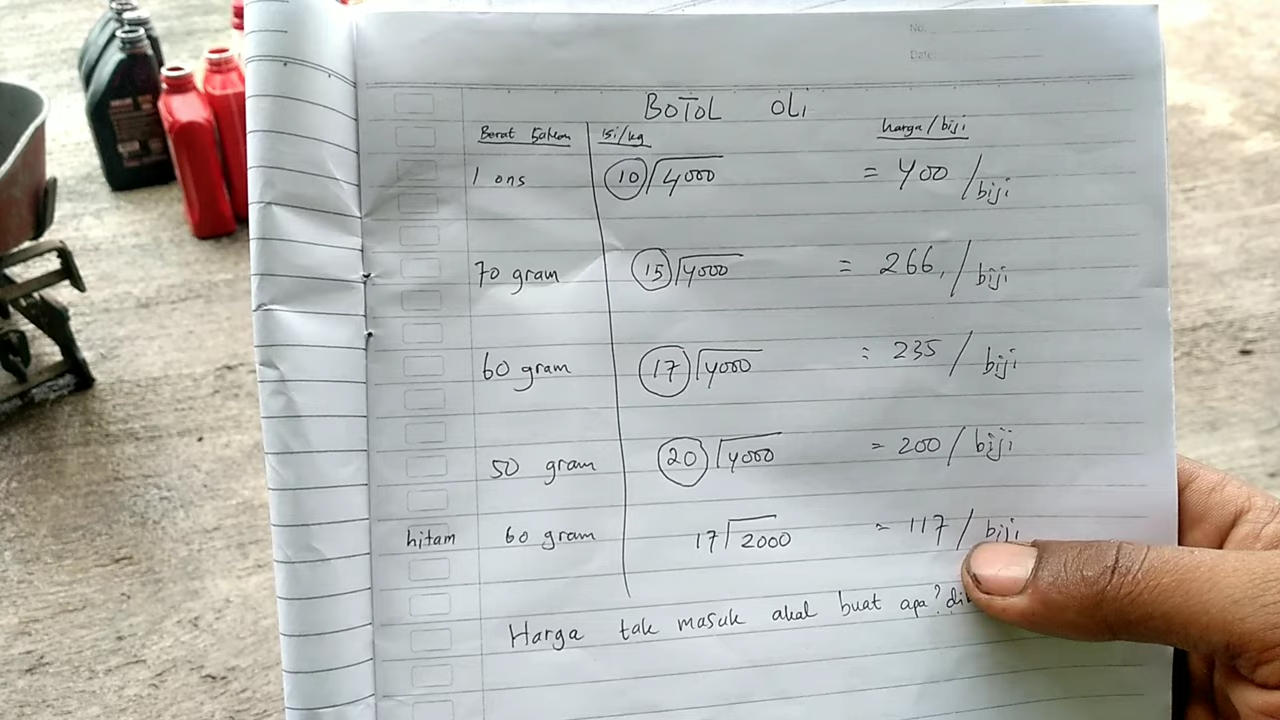 No.
Date:
BOTOL OLI
Berat Bahan isi/kg harga/biji
1 ons 10 4000 = 400 / biji
70 gram 15 4000 = 266, / biji
60 gram 17 4000 = 235 / biji
50 gram 20 4000 = 200 / biji
hitam 60 gram 17 2000 = 117 / biji
Harga tak masuk akal buat apa?